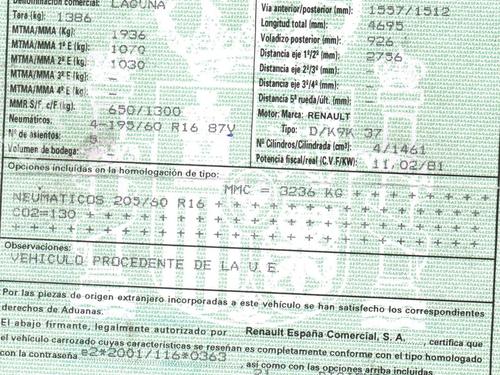 Denominación comercial: LAGUNA
Tara (kg): 1386
MTMA/MMA (Kg): 1936
MTMA/MMA 1º E (kg): 1070
MTMA/MMA 2º E (kg): 1030
MTMA/MMA 3º E (kg): -
MTMA/MMA 4º E (kg): -
MMR S/f. c/F.(kg): 650/1300
Neumáticos: 4-195/60 R16 87V
Nº de asientos: 5
Volumen de bodega: -
Vía anterior/posterior (mm): 1557/1512
Longitud total (mm): 4695
Voladizo posterior (mm): 926
Distancia eje 1º/2º (mm): 2756
Distancia eje 2º/3º (mm): -
Distancia eje 3º/4º (mm): -
Distancia 5ª rueda/últ. (mm): -
Motor: Marca: RENAULT
Tipo: D/K9K 37
Nº Cilindros/Cilindrada (cm³): 4/1461
Potencia fiscal/real (C.V.F/KW): 11,02/81
Opciones incluidas en la homologación de tipo:
MMC = 3236 KG + + + + + + +
NEUMATICOS 205/60 R16 + + + + + + + + + + + + +
CO2=130 + + + + + + + + + + + + + + + + + + +
+ + + + + + + + + + + + + + + + + + + + + + +
Observaciones:
VEHICULO PROCEDENTE DE LA U.E.
Por las piezas de origen extranjero incorporadas a este vehículo se han satisfecho los correspondientes
derechos de Aduanas.
El abajo firmante, legalmente autorizado por Renault España Comercial, S. A. , certifica que
el vehículo carrozado cuyas características se reseñan es completamente conforme con el tipo homologado
con la contraseña e2*2001/116*0363 , así como con las opciones arriba incluidas